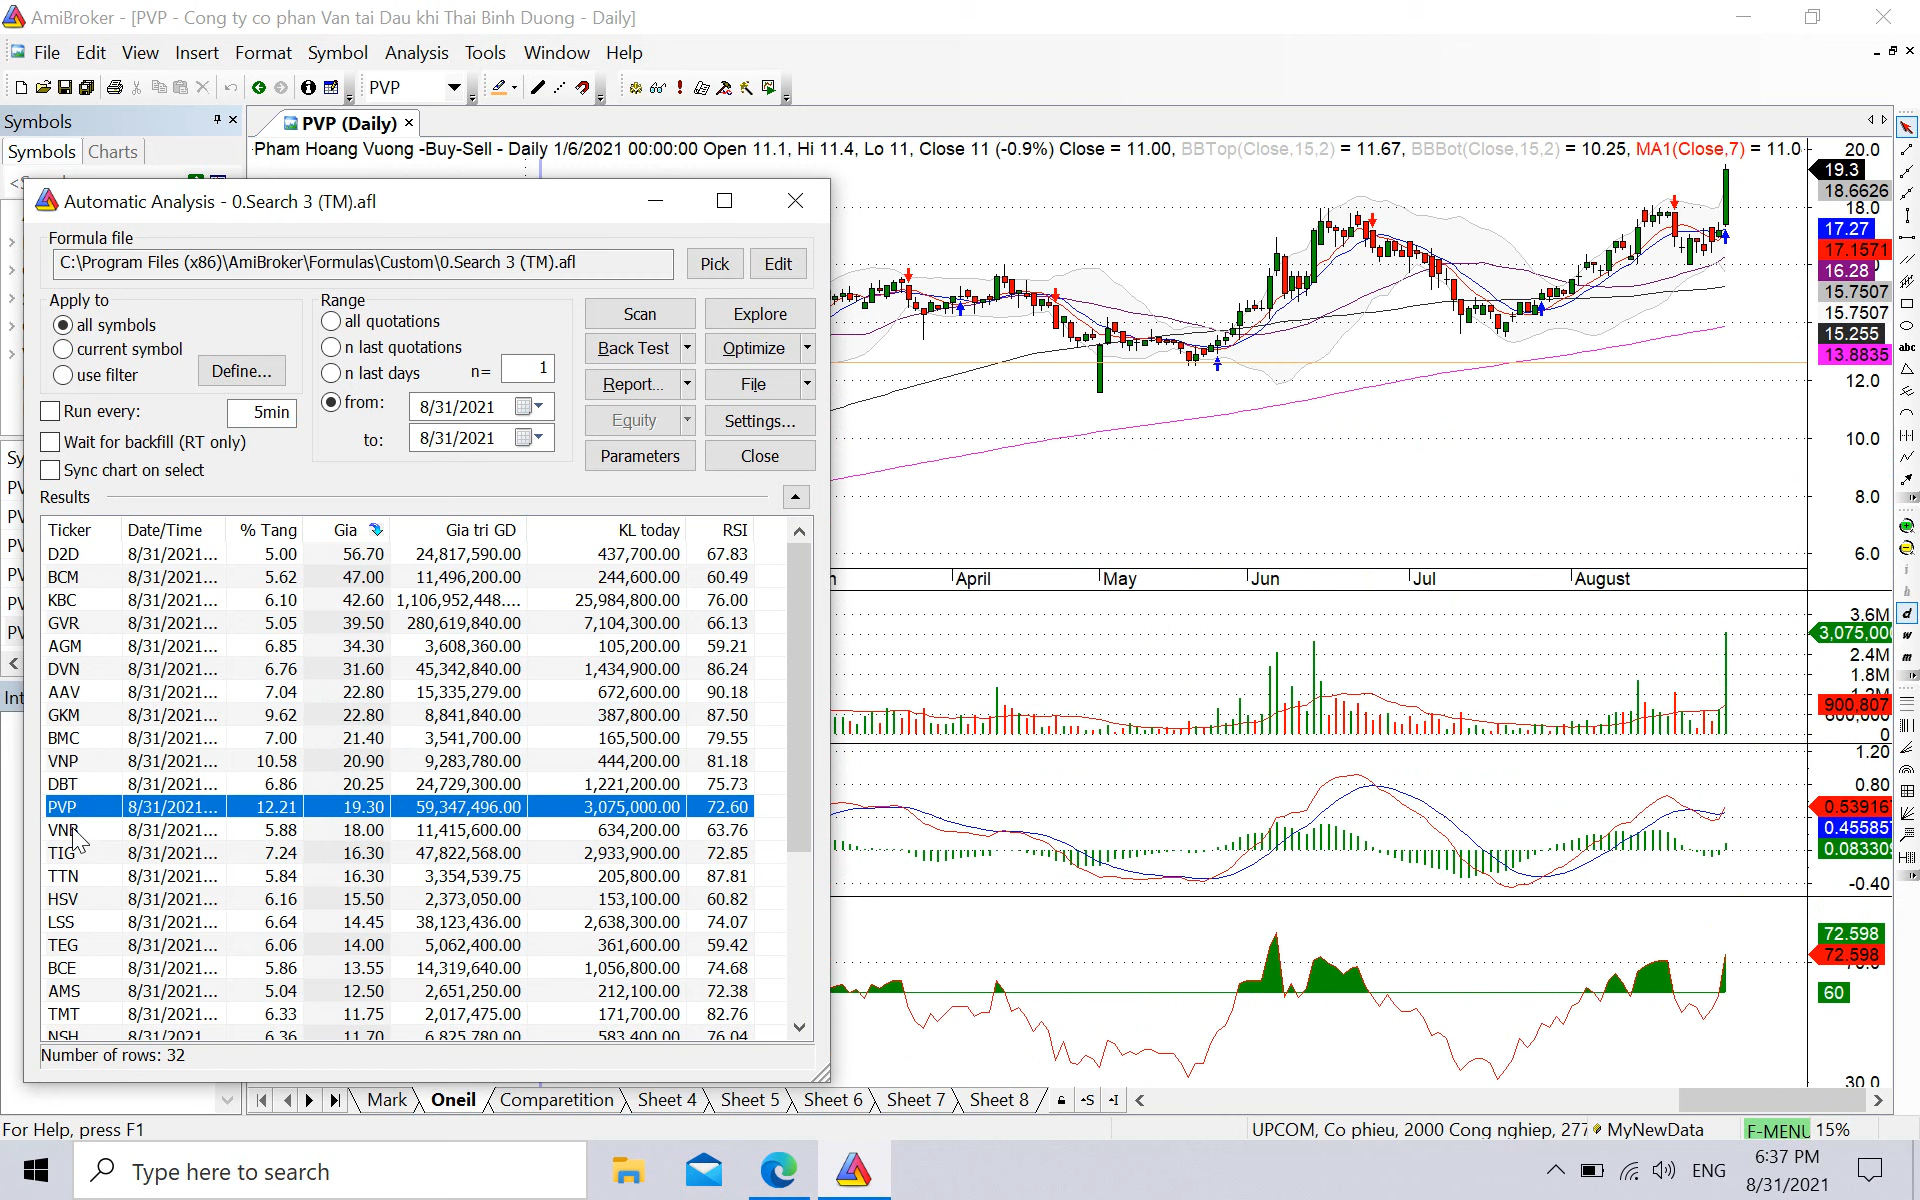 AmiBroker - [PVP - Cong ty co phan Van tai Dau khi Thai Binh Duong - Daily]
File Edit View Insert Format Symbol Analysis Tools Window Help
PVP
Symbols
PVP (Daily)
Symbols Charts
Pham Hoang Vuong -Buy-Sell - Daily 1/6/2021 00:00:00 Open 11.1, Hi 11.4, Lo 11, Close 11 (-0.9%) Close = 11.00, BBTop(Close,15,2) = 11.67, BBBot(Close,15,2) = 10.25, MA1(Close,7) = 11.0
Automatic Analysis - 0.Search 3 (TM).afl
Formula file
C:\Program Files (x86)\AmiBroker\Formulas\Custom\0.Search 3 (TM).afl Pick Edit
Apply to Range
all symbols all quotations Scan Explore
current symbol n last quotations Back Test Optimize
use filter Define... n last days n= 1 Report... File
Run every: 5min from: 8/31/2021 Equity Settings...
Wait for backfill (RT only) to: 8/31/2021 Parameters Close
Sync chart on select
Results
Ticker Date/Time % Tang Gia Gia tri GD KL today RSI
D2D 8/31/2021... 5.00 56.70 24,817,590.00 437,700.00 67.83
BCM 8/31/2021... 5.62 47.00 11,496,200.00 244,600.00 60.49
KBC 8/31/2021... 6.10 42.60 1,106,952,448.... 25,984,800.00 76.00
GVR 8/31/2021... 5.05 39.50 280,619,840.00 7,104,300.00 66.13
AGM 8/31/2021... 6.85 34.30 3,608,360.00 105,200.00 59.21
DVN 8/31/2021... 6.76 31.60 45,342,840.00 1,434,900.00 86.24
AAV 8/31/2021... 7.04 22.80 15,335,279.00 672,600.00 90.18
GKM 8/31/2021... 9.62 22.80 8,841,840.00 387,800.00 87.50
BMC 8/31/2021... 7.00 21.40 3,541,700.00 165,500.00 79.55
VNP 8/31/2021... 10.58 20.90 9,283,780.00 444,200.00 81.18
DBT 8/31/2021... 6.86 20.25 24,729,300.00 1,221,200.00 75.73
PVP 8/31/2021... 12.21 19.30 59,347,496.00 3,075,000.00 72.60
VNR 8/31/2021... 5.88 18.00 11,415,600.00 634,200.00 63.76
TIG 8/31/2021... 7.24 16.30 47,822,568.00 2,933,900.00 72.85
TTN 8/31/2021... 5.84 16.30 3,354,539.75 205,800.00 87.81
HSV 8/31/2021... 6.16 15.50 2,373,050.00 153,100.00 60.82
LSS 8/31/2021... 6.64 14.45 38,123,436.00 2,638,300.00 74.07
TEG 8/31/2021... 6.06 14.00 5,062,400.00 361,600.00 59.42
BCE 8/31/2021... 5.86 13.55 14,319,640.00 1,056,800.00 74.68
AMS 8/31/2021... 5.04 12.50 2,651,250.00 212,100.00 72.38
TMT 8/31/2021... 6.33 11.75 2,017,475.00 171,700.00 82.76
NSH 8/31/2021... 6.36 11.70 6,825,780.00 583,400.00 76.04
Number of rows: 32
20.0
19.3
18.6626
18.0
17.27
17.1571
16.28
15.7507
15.7507
15.255
13.8835
12.0
10.0
8.0
6.0
April May Jun Jul August
3.6M
3,075,00
2.4M
1.8M
900,807
600,000
0
1.20
0.80
0.53916
0.45585
0.08330
-0.40
72.598
72.598
60
30.0
abc
i
h
d
w
m
Mark Oneil Comparetition Sheet 4 Sheet 5 Sheet 6 Sheet 7 Sheet 8
For Help, press F1 UPCOM, Co phieu, 2000 Cong nghiep, 277 MyNewData F-MENU 15%
Type here to search
ENG 6:37 PM
8/31/2021